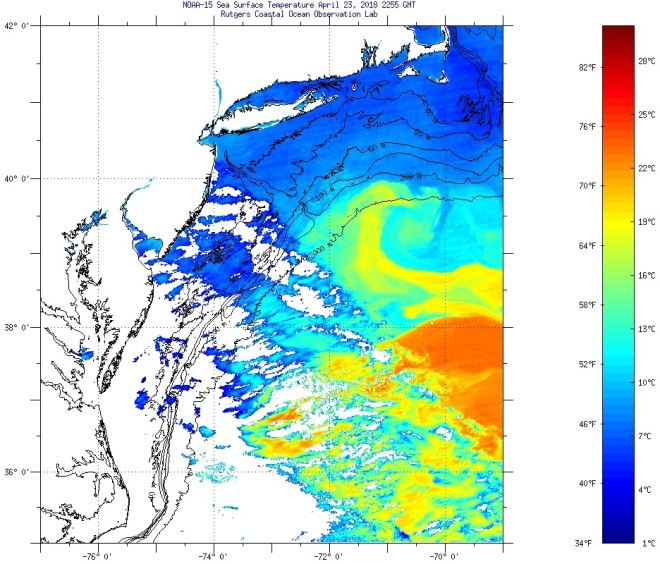 NOAA-15 Sea Surface Temperature April 23, 2018 2255 GMT
Rutgers Coastal Ocean Observation Lab
42° 0'
40° 0'
38° 0'
36° 0'
-76° 0'
-74° 0'
-72° 0'
-70° 0'
82°F
76°F
70°F
64°F
58°F
52°F
46°F
40°F
34°F
28°C
25°C
22°C
19°C
16°C
13°C
10°C
7°C
4°C
1°C